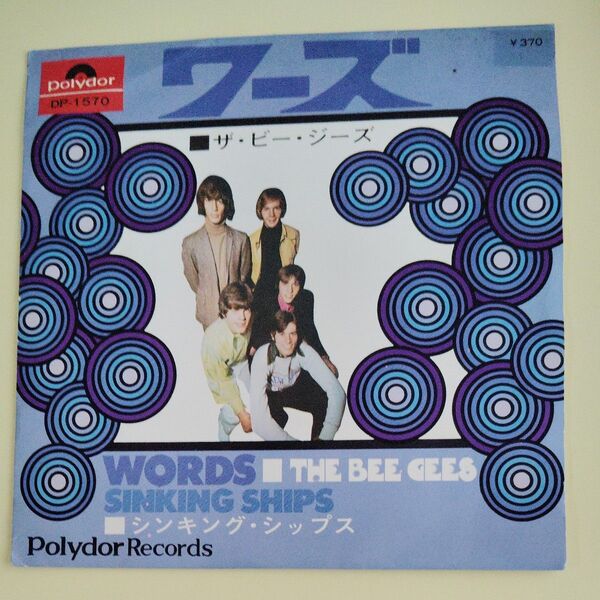 ワーズ
¥370
polydor
DP-1570
■ザ・ビー・ジーズ
WORDS ■ THE BEE GEES
SINKING SHIPS
■シンキング・シップス
Polydor Records